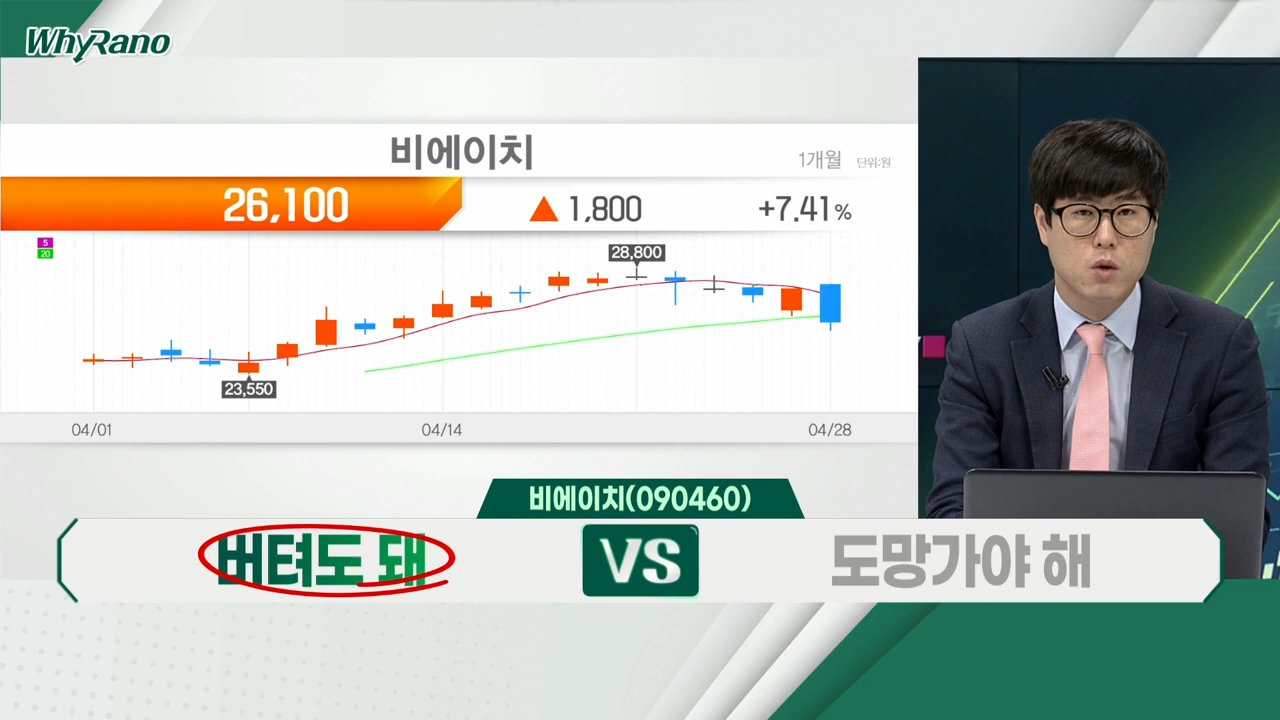 WhyRano
비에이치
1개월 단위:원
26,100 ▲ 1,800 +7.41%
5
20
28,800
23,550
04/01 04/14 04/28
비에이치(090460)
버텨도 돼 VS 도망가야 해